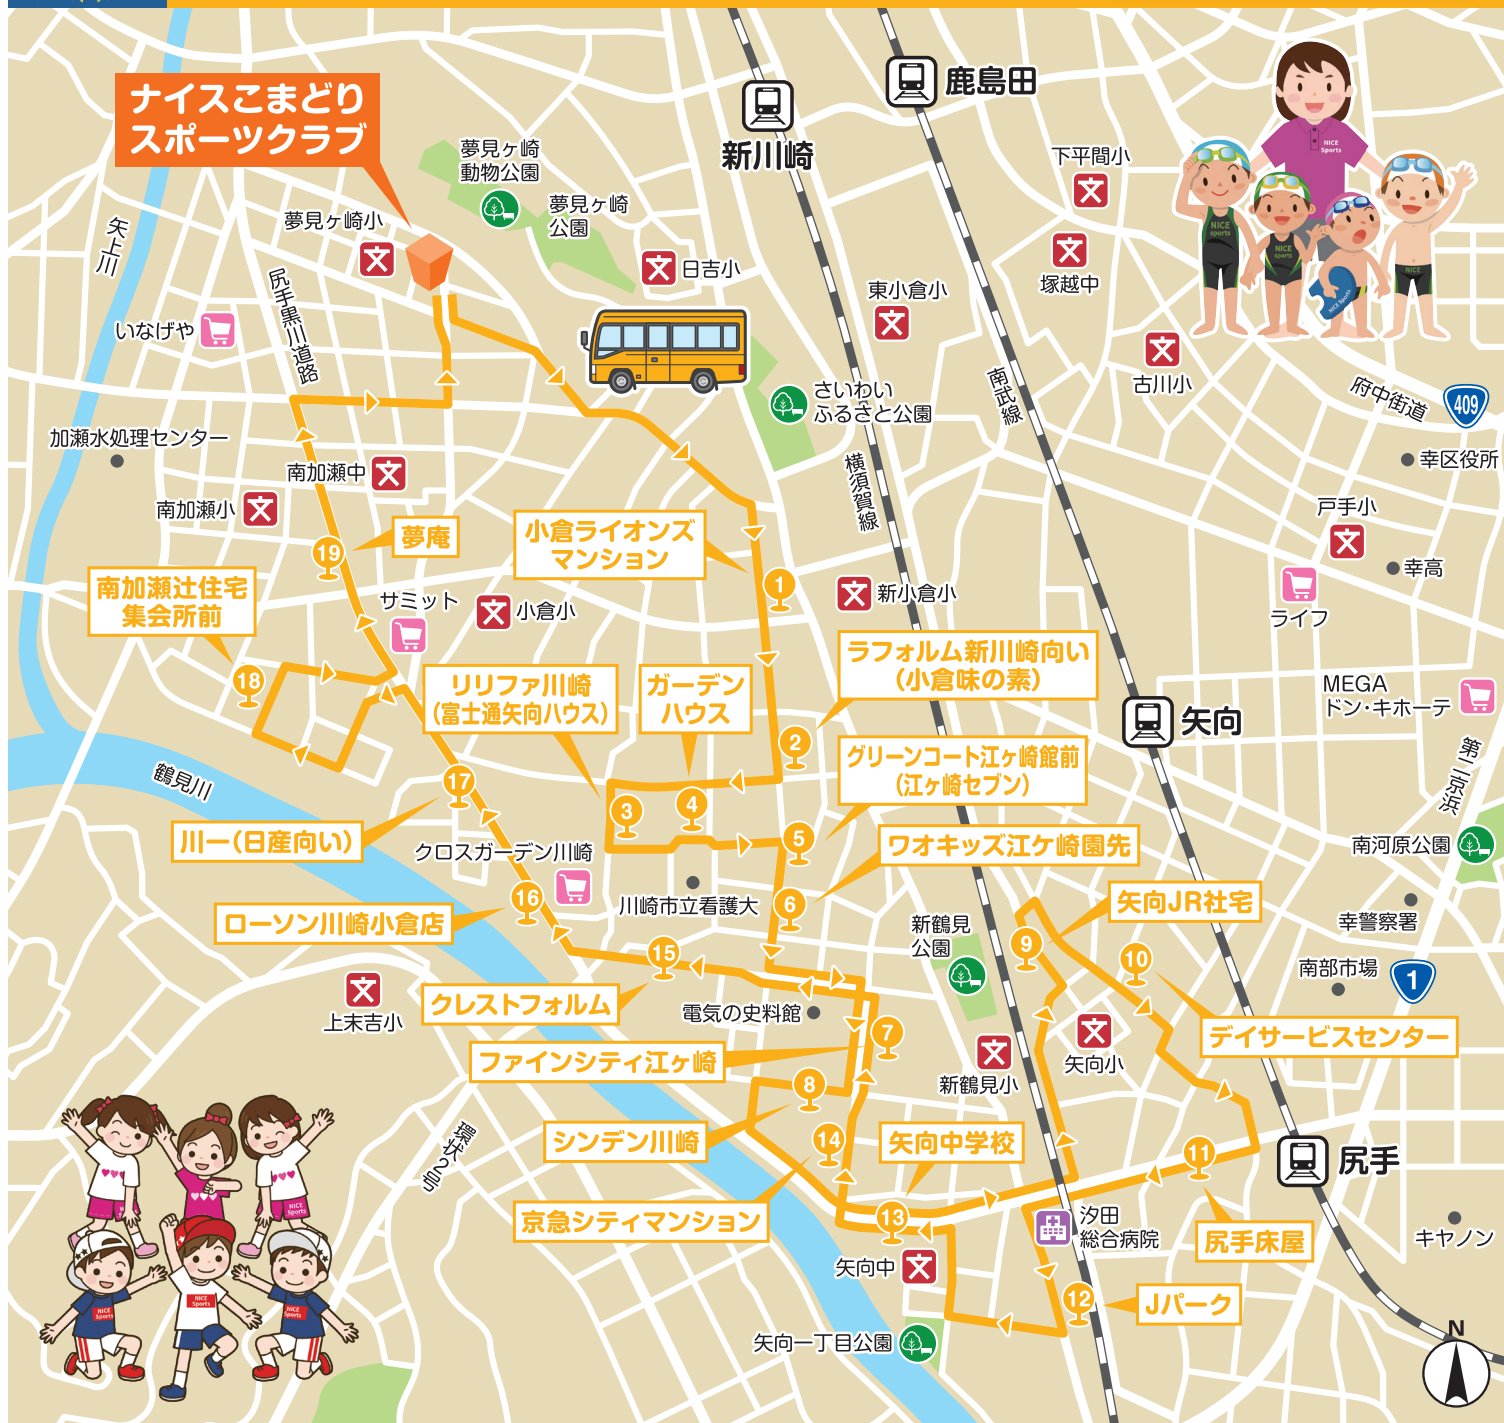 ナイスこまどり
スポーツクラブ
新川崎
鹿島田
夢見ヶ崎
動物公園
夢見ヶ崎
公園
下平間小
NICE
Sports
NICE
sports
NICE
sports
NICE
NICE Sports
矢上川
夢見ヶ崎小
日吉小
塚越中
東小倉小
尻手黒川道路
いなげや
古川小
南武線
府中街道
409
さいわい
ふるさと公園
加瀬水処理センター
幸区役所
南加瀬中
横須賀線
南加瀬小
戸手小
夢庵
小倉ライオンズ
マンション
19
幸高
南加瀬辻住宅
集会所前
1
新小倉小
サミット
小倉小
ライフ
ラフォルム新川崎向い
(小倉味の素)
18
リリファ川崎
(富士通矢向ハウス)
ガーデン
ハウス
MEGA
ドン・キホーテ
矢向
2
グリーンコート江ヶ崎館前
(江ヶ崎セブン)
第二京浜
鶴見川
17
3
4
5
川一(日産向い)
クロスガーデン川崎
ワオキッズ江ケ崎園先
南河原公園
16
川崎市立看護大
6
矢向JR社宅
ローソン川崎小倉店
新鶴見
公園
幸警察署
9
10
15
南部市場
1
クレストフォルム
上末吉小
電気の史料館
7
デイサービスセンター
ファインシティ江ヶ崎
矢向小
新鶴見小
8
環状2号
シンデン川崎
14
矢向中学校
11
尻手
京急シティマンション
13
汐田
総合病院
尻手床屋
キヤノン
矢向中
12
Jパーク
矢向一丁目公園
N
NICE
Sports
NICE
Sports
NICE
Sports
NICE
Sports